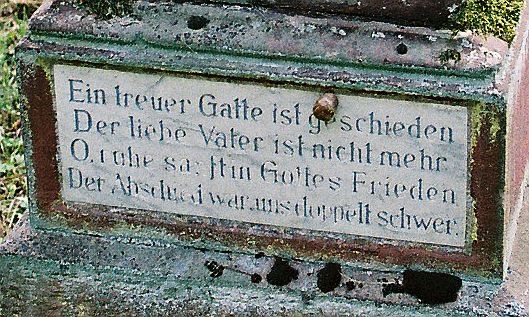 Ein treuer Gatte ist geschieden
Der liebe Vater ist nicht mehr
O, ruhe sanft in Gottes Frieden
Der Abschied war uns doppelt schwer.